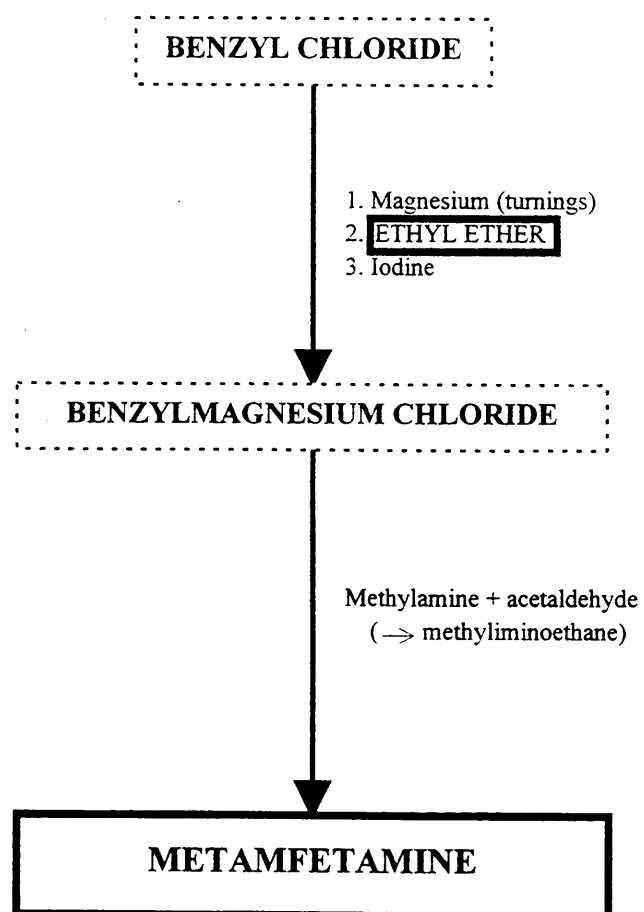 BENZYL CHLORIDE
1. Magnesium (turnings)
2. ETHYL ETHER
3. Iodine
BENZYLMAGNESIUM CHLORIDE
Methylamine + acetaldehyde
(→ methyliminoethane)
METAMFETAMINE